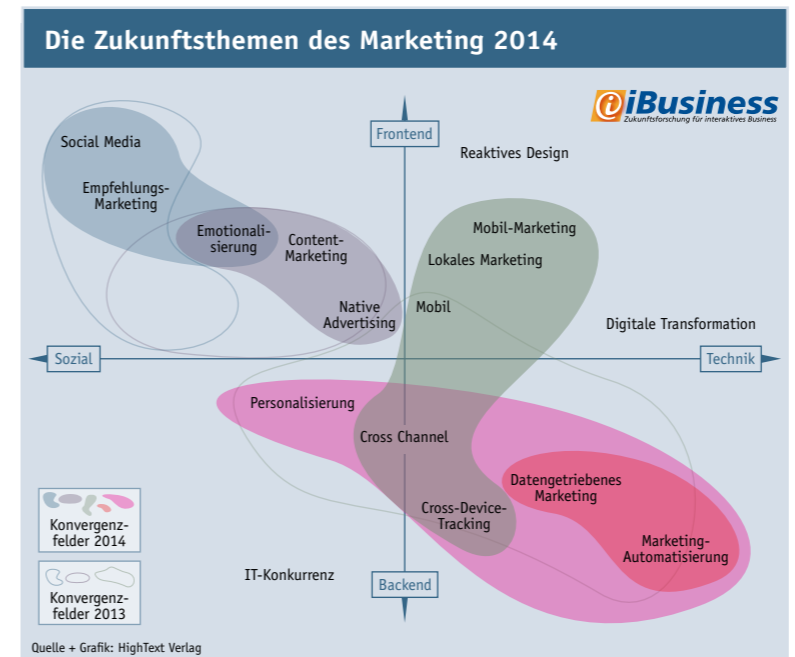 Die Zukunftsthemen des Marketing 2014
iBusiness
Zukunftsforschung für interaktives Business
Frontend
Social Media
Reaktives Design
Empfehlungs-
Marketing
Emotionali-
sierung
Content-
Marketing
Mobil-Marketing
Lokales Marketing
Native
Advertising
Mobil
Digitale Transformation
Sozial
Technik
Personalisierung
Cross Channel
Datengetriebenes
Marketing
Cross-Device-
Tracking
Marketing-
Automatisierung
Konvergenz-
felder 2014
IT-Konkurrenz
Backend
Konvergenz-
felder 2013
Quelle + Grafik: HighText Verlag